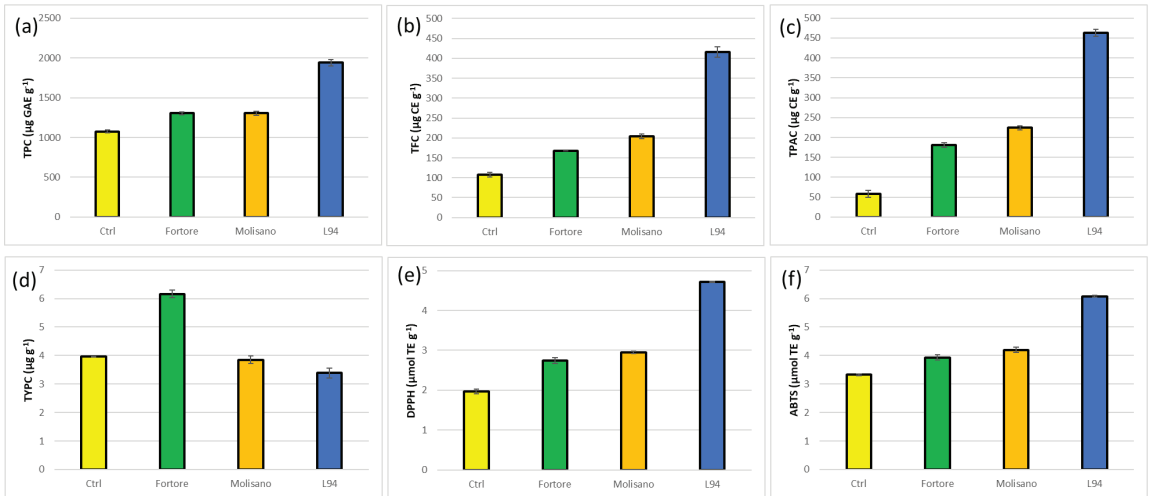 (a)
TPC (µg GAE g⁻¹)
2500
2000
1500
1000
500
0
Ctrl Fortore Molisano L94
(b)
TFC (µg CE g⁻¹)
500
450
400
350
300
250
200
150
100
50
0
Ctrl Fortore Molisano L94
(c)
TPAC (µg CE g⁻¹)
500
450
400
350
300
250
200
150
100
50
0
Ctrl Fortore Molisano L94
(d)
TYPC (µg g⁻¹)
7
6
5
4
3
2
1
0
Ctrl Fortore Molisano L94
(e)
DPPH (µmol TE g⁻¹)
5
4
3
2
1
0
Ctrl Fortore Molisano L94
(f)
ABTS (µmol TE g⁻¹)
7
6
5
4
3
2
1
0
Ctrl Fortore Molisano L94